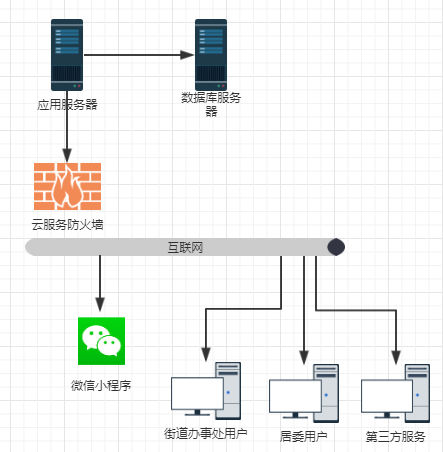 应用服务器
数据库服务
器
云服务防火墙
互联网
微信小程序
街道办事处用户
居委用户
第三方服务